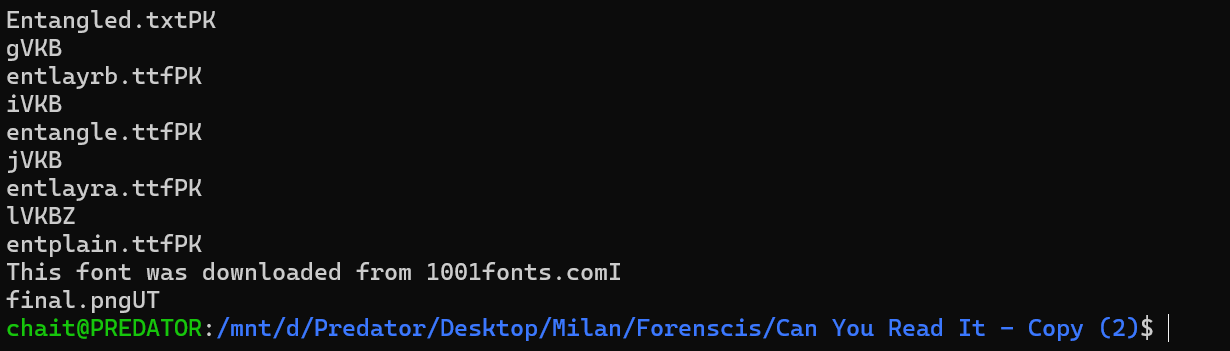 Entangled.txtPK
gVKB
entlayrb.ttfPK
iVKB
entangle.ttfPK
jVKB
entlayra.ttfPK
lVKBZ
entplain.ttfPK
This font was downloaded from 1001fonts.comI
final.pngUT
chait@PREDATOR:/mnt/d/Predator/Desktop/Milan/Forenscis/Can You Read It - Copy (2)$